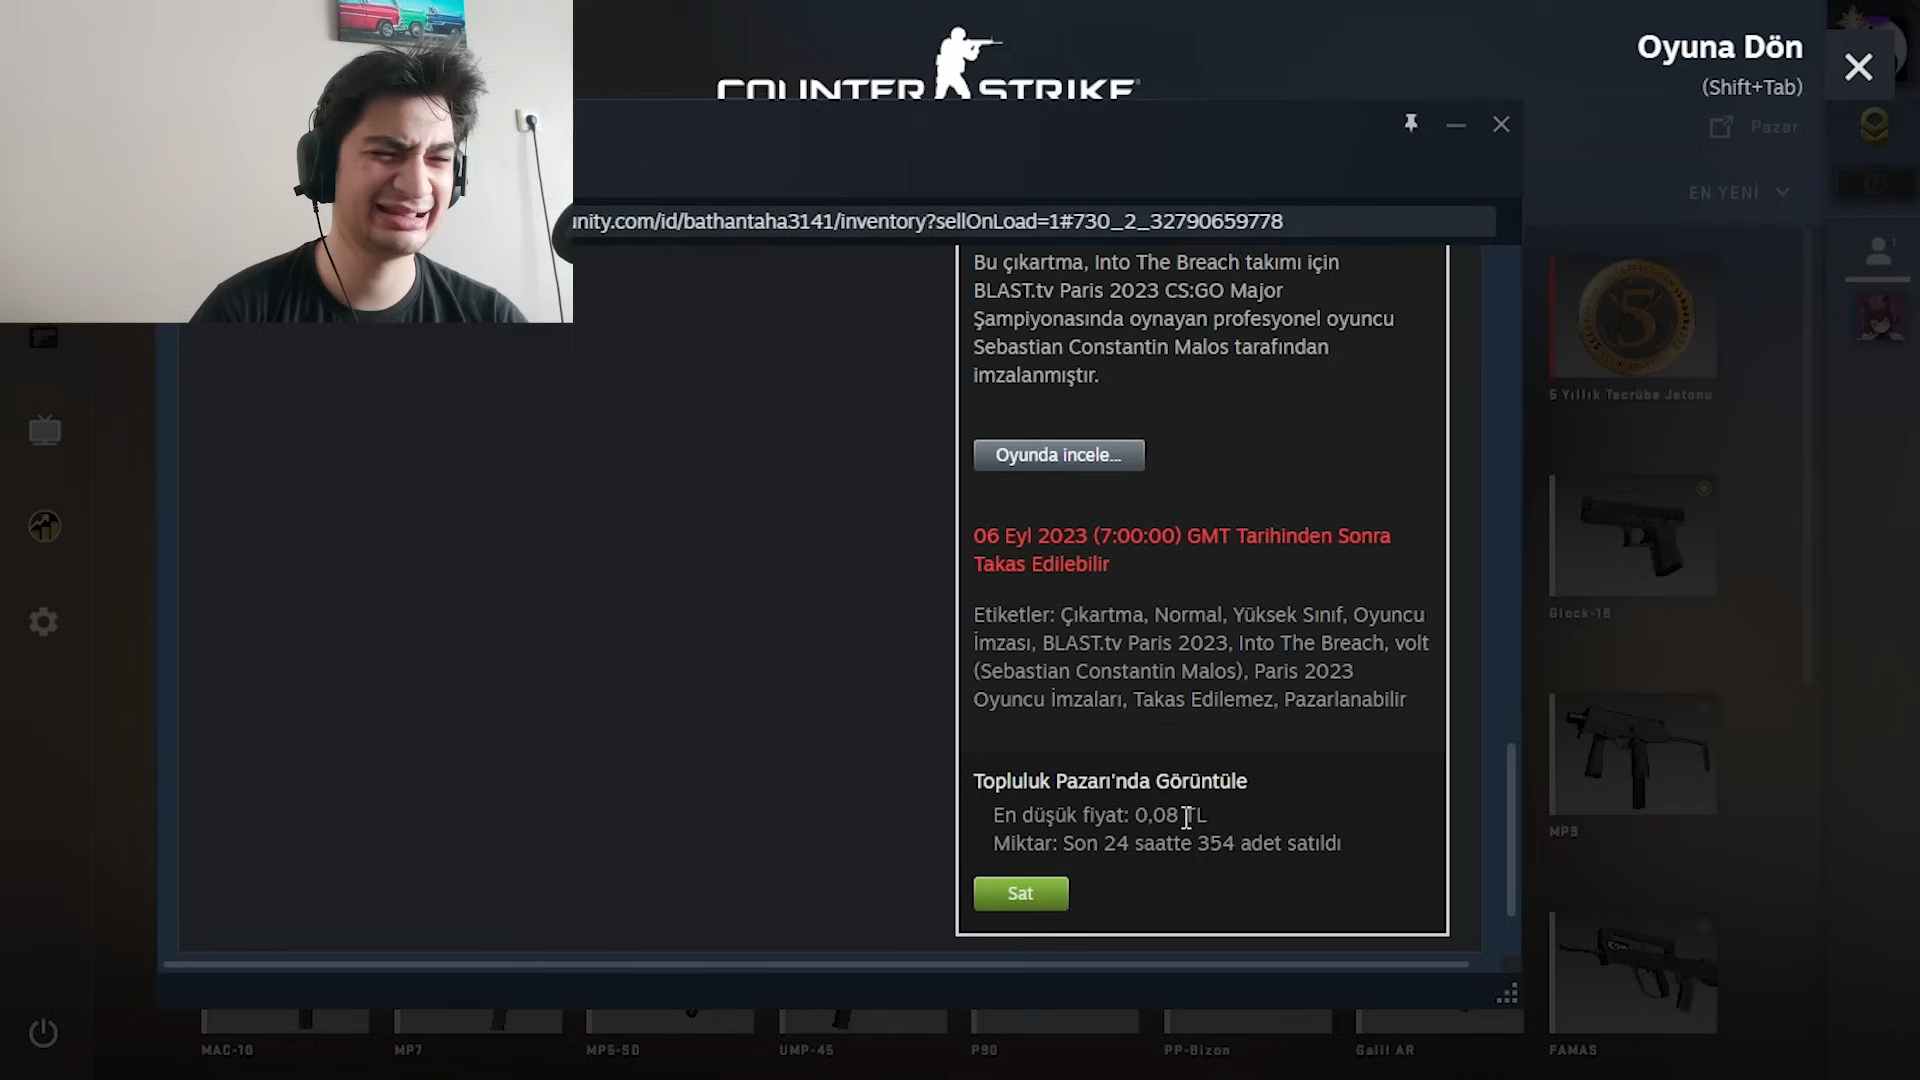 COUNTER STRIKE
Oyuna Dön
(Shift+Tab)
Pazar
EN YENİ
unity.com/id/bathantaha3141/inventory?sellOnLoad=1#730_2_32790659778
Bu çıkartma, Into The Breach takımı için
BLAST.tv Paris 2023 CS:GO Major
Şampiyonasında oynayan profesyonel oyuncu
Sebastian Constantin Malos tarafından
imzalanmıştır.
Oyunda incele...
06 Eyl 2023 (7:00:00) GMT Tarihinden Sonra
Takas Edilebilir
Etiketler: Çıkartma, Normal, Yüksek Sınıf, Oyuncu
İmzası, BLAST.tv Paris 2023, Into The Breach, volt
(Sebastian Constantin Malos), Paris 2023
Oyuncu İmzaları, Takas Edilemez, Pazarlanabilir
Topluluk Pazarı'nda Görüntüle
En düşük fiyat: 0,08 TL
Miktar: Son 24 saatte 354 adet satıldı
Sat
5
5 Yıllık Tecrübe Jetonu
Glock-18
MP9
FAMAS
MAC-10
MP7
MP5-SD
UMP-45
P90
PP-Bizon
Galil AR